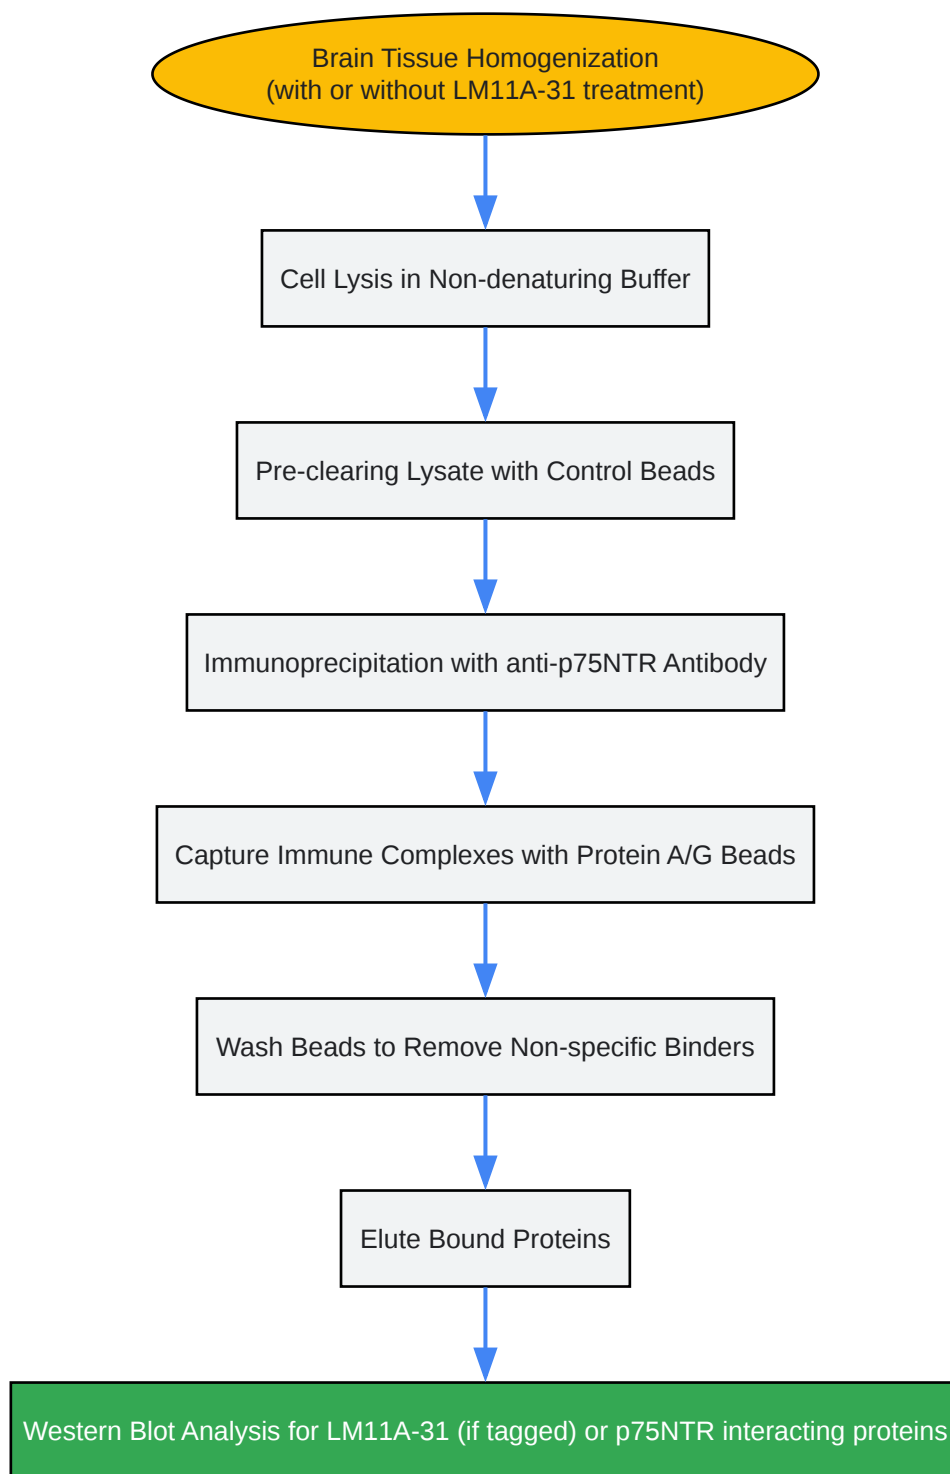 Brain Tissue Homogenization
(with or without LM11A-31 treatment)
Cell Lysis in Non-denaturing Buffer
Pre-clearing Lysate with Control Beads
Immunoprecipitation with anti-p75NTR Antibody
Capture Immune Complexes with Protein A/G Beads
Wash Beads to Remove Non-specific Binders
Elute Bound Proteins
Western Blot Analysis for LM11A-31 (if tagged) or p75NTR interacting proteins